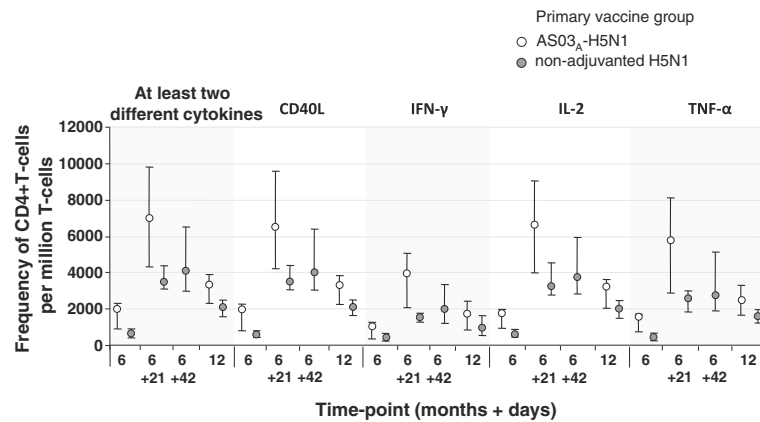 Primary vaccine group
AS03A-H5N1
non-adjuvanted H5N1
At least two
different cytokines
CD40L
IFN-γ
IL-2
TNF-α
Frequency of CD4+T-cells
per million T-cells
12000
10000
8000
6000
4000
2000
0
6 6 6 12 6 6 6 12 6 6 6 12 6 6 6 12 6 6 6 12
+21 +42 +21 +42 +21 +42 +21 +42 +21 +42
Time-point (months + days)